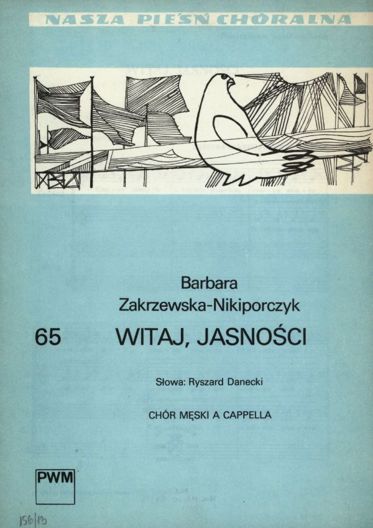 NASZA PIEŚŃ CHÓRALNA
Barbara
Zakrzewska-Nikiporczyk
65 WITAJ, JASNOŚCI
Słowa: Ryszard Danecki
CHÓR MĘSKI A CAPPELLA
PWM